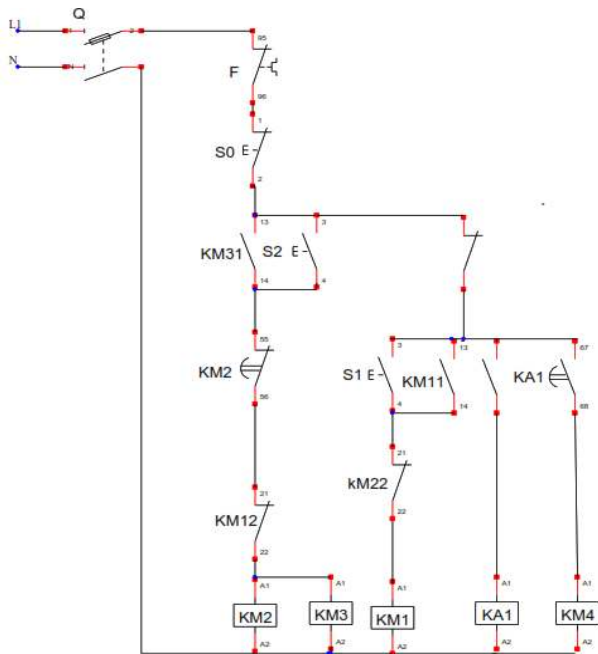 L1 Q 1 2
N N
95
F
96
1
S0 E
2
13 3
KM31 S2 E
14 4
55
KM2
56
3 13 67
S1 E KM11 KA1
4 14 68
21
kM22
22
21
KM12
22
A1 A1 A1 A1 A1
KM2 KM3 KM1 KA1 KM4
A2 A2 A2 A2 A2